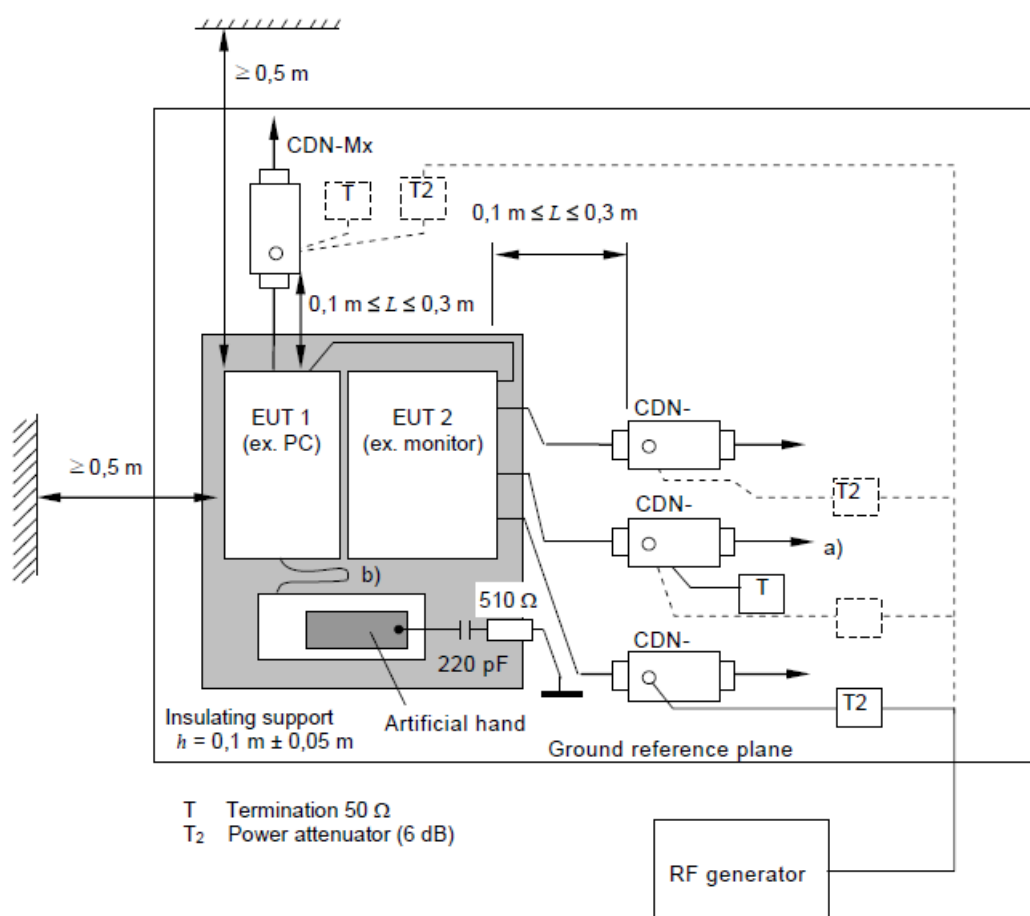 ≥ 0,5 m
CDN-Mx
T
T2
0,1 m ≤ L ≤ 0,3 m
0,1 m ≤ L ≤ 0,3 m
EUT 1
(ex. PC)
EUT 2
(ex. monitor)
CDN-
≥ 0,5 m
T2
CDN-
a)
b)
T
510 Ω
220 pF
CDN-
T2
Artificial hand
Insulating support
h = 0,1 m ± 0,05 m
Ground reference plane
T Termination 50 Ω
T2 Power attenuator (6 dB)
RF generator